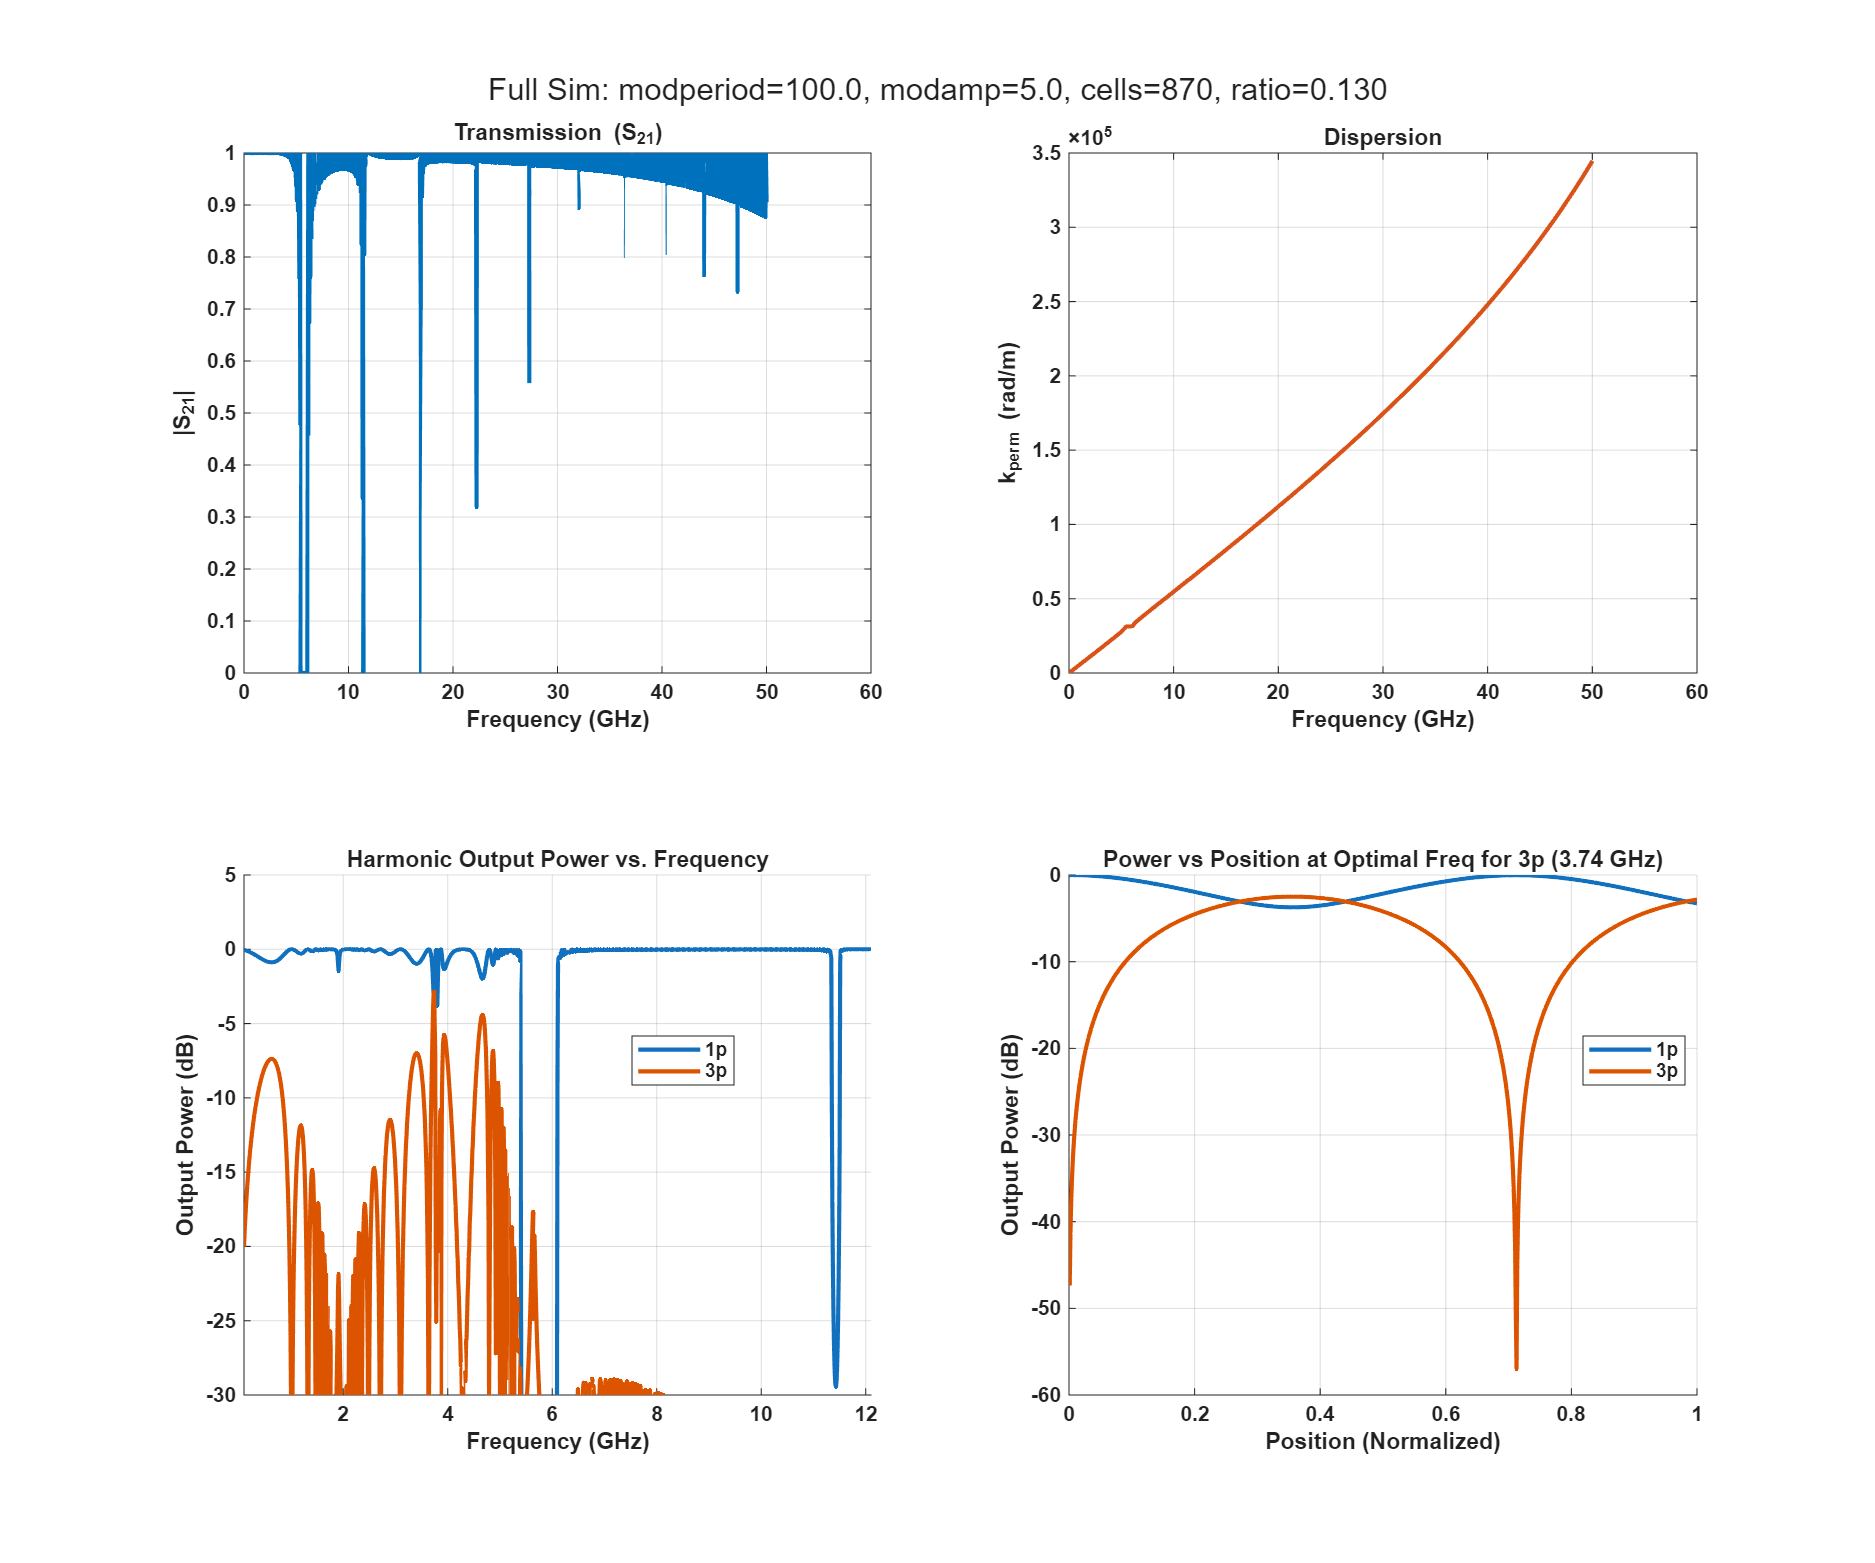 Full Sim: modperiod=100.0, modamp=5.0, cells=870, ratio=0.130
Transmission (S21)
1
0.9
0.8
0.7
0.6
0.5
0.4
0.3
0.2
0.1
0
|S21|
0 10 20 30 40 50 60
Frequency (GHz)
×10^5
Dispersion
3.5
3
2.5
2
1.5
1
0.5
0
kperm (rad/m)
0 10 20 30 40 50 60
Frequency (GHz)
Harmonic Output Power vs. Frequency
5
0
-5
-10
-15
-20
-25
-30
Output Power (dB)
1p
3p
2 4 6 8 10 12
Frequency (GHz)
Power vs Position at Optimal Freq for 3p (3.74 GHz)
0
-10
-20
-30
-40
-50
-60
Output Power (dB)
1p
3p
0 0.2 0.4 0.6 0.8 1
Position (Normalized)